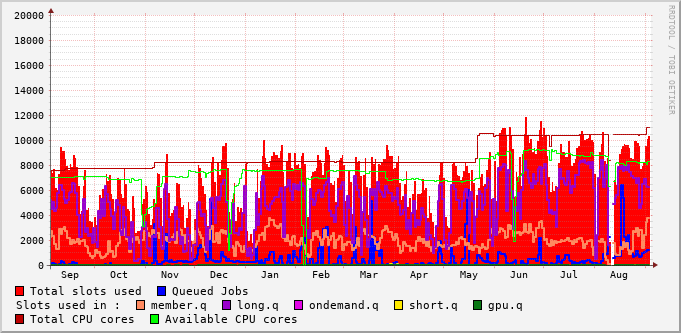 20000
18000
16000
14000
12000
10000
8000
6000
4000
2000
0
Sep Oct Nov Dec Jan Feb Mar Apr May Jun Jul Aug
RRDTOOL / TOBI OETIKER
Total slots used Queued Jobs
Slots used in : member.q long.q ondemand.q short.q gpu.q
Total CPU cores Available CPU cores